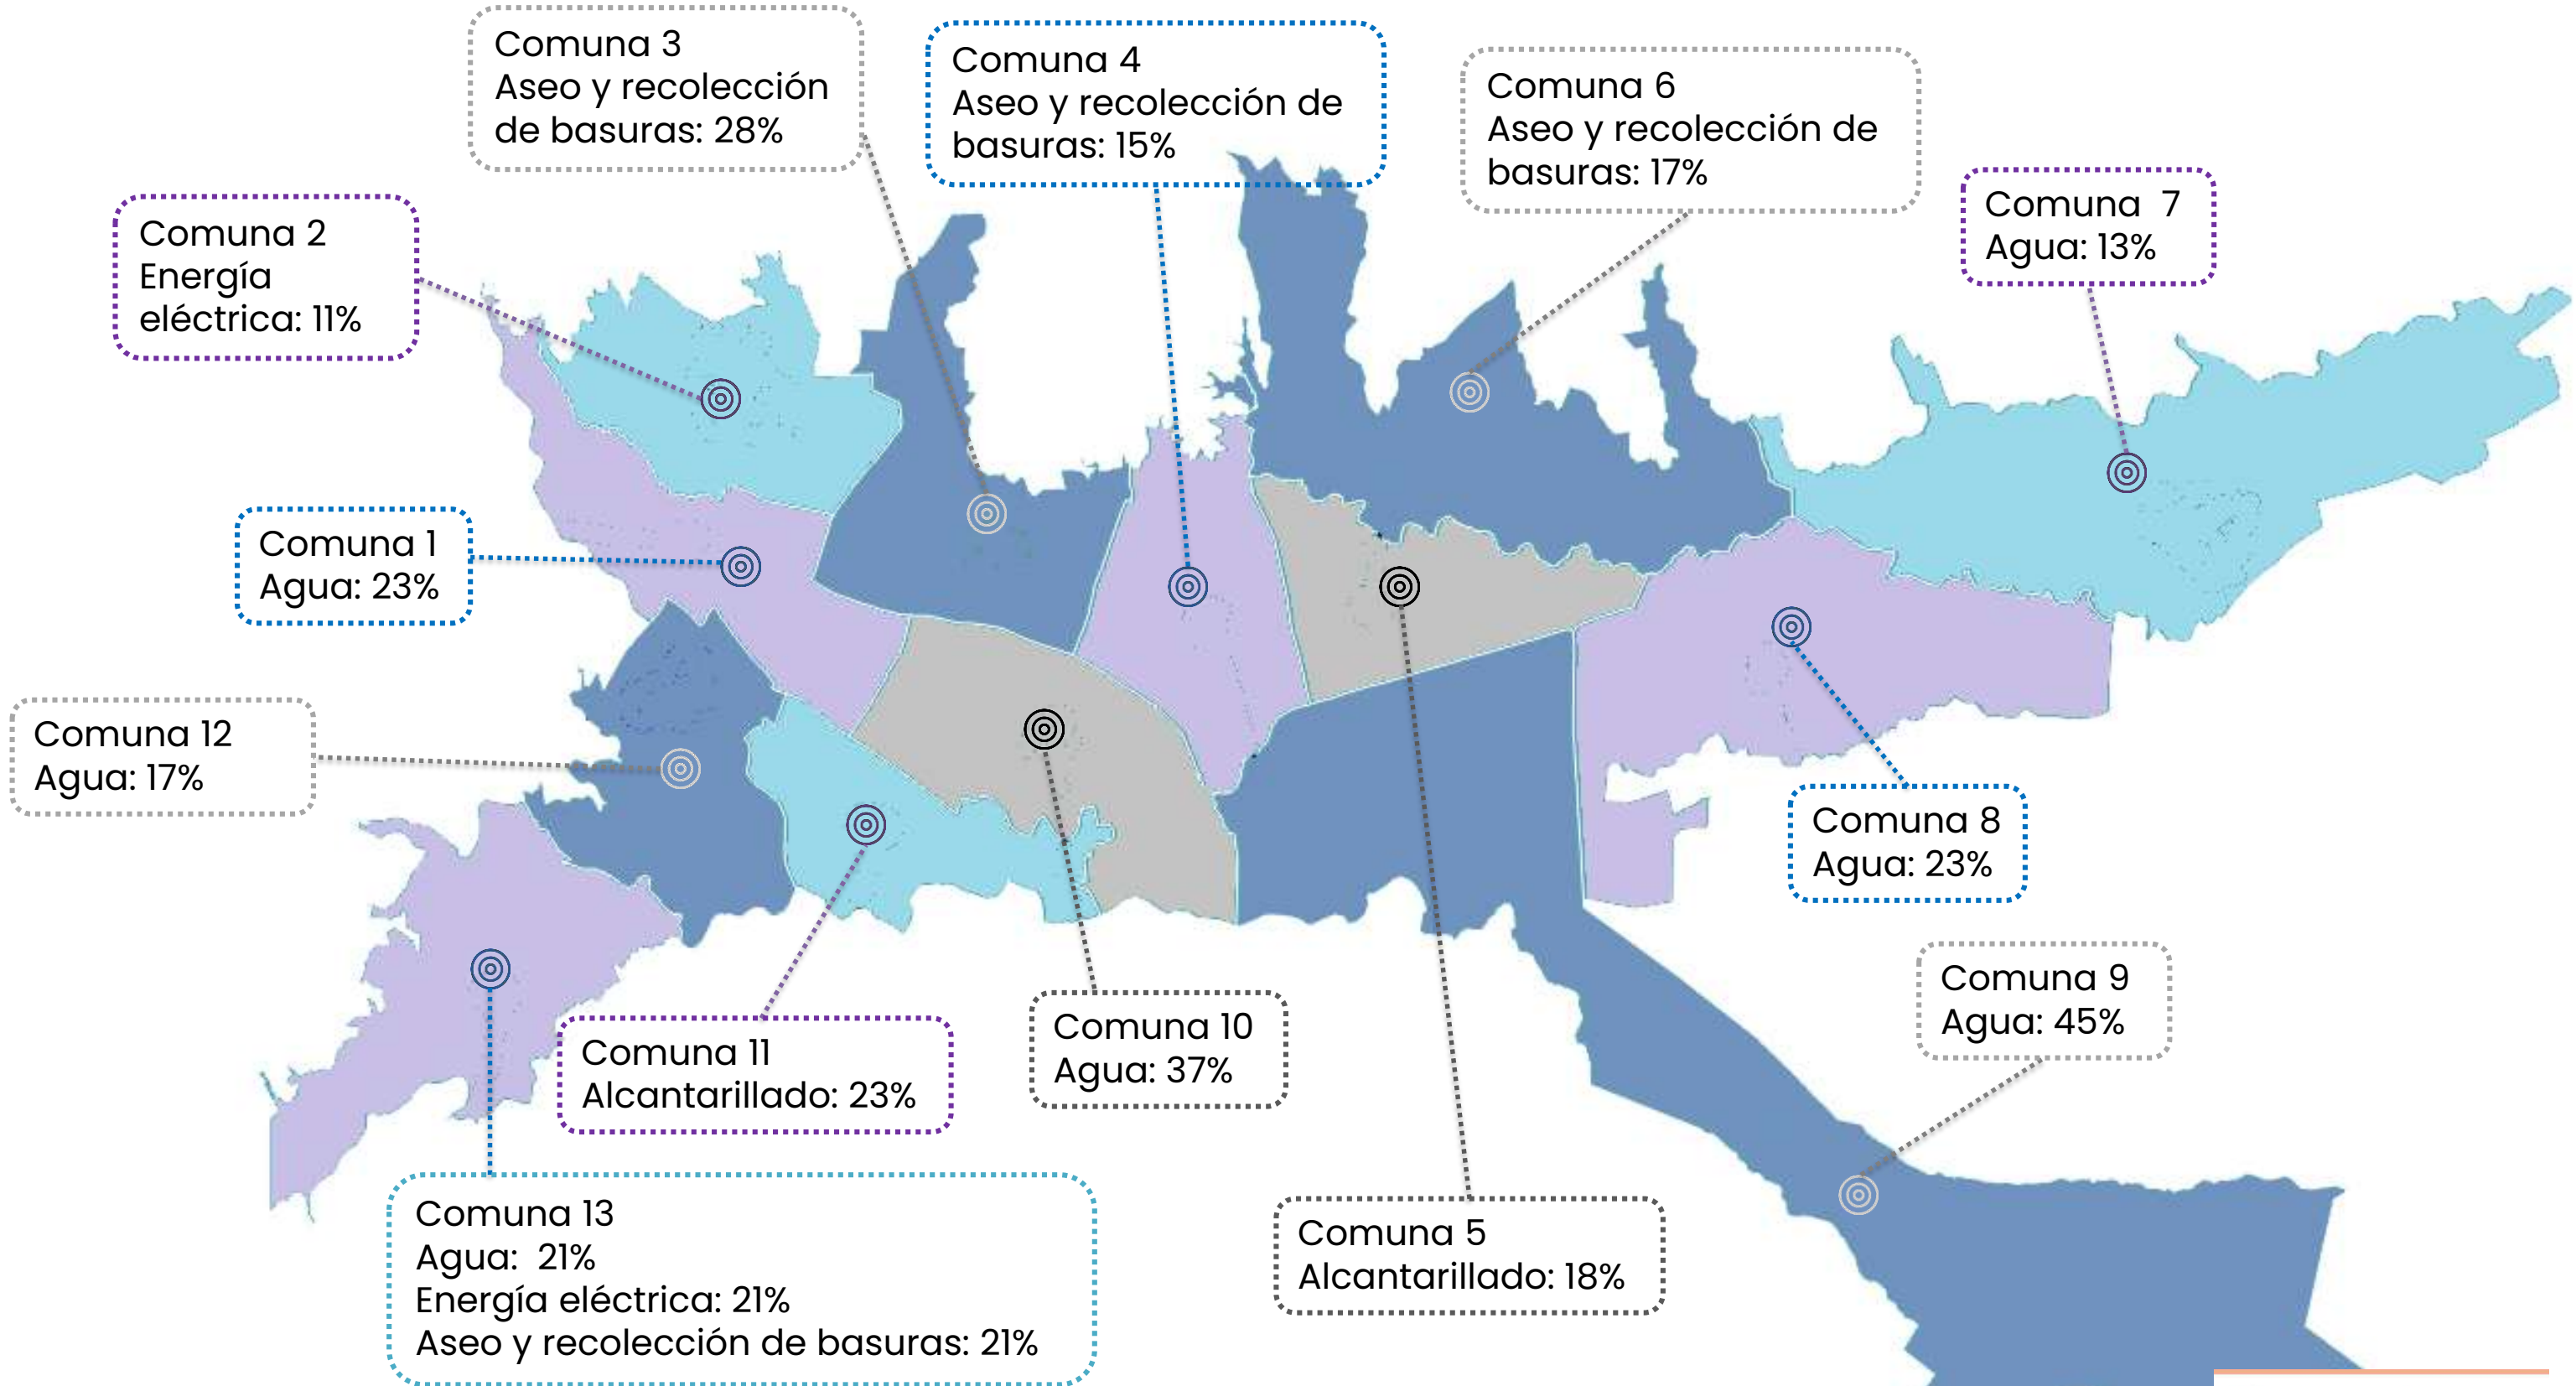 Comuna 3
Aseo y recolección
de basuras: 28%
Comuna 4
Aseo y recolección de
basuras: 15%
Comuna 6
Aseo y recolección de
basuras: 17%
Comuna 7
Agua: 13%
Comuna 2
Energía
eléctrica: 11%
Comuna 1
Agua: 23%
Comuna 12
Agua: 17%
Comuna 8
Agua: 23%
Comuna 9
Agua: 45%
Comuna 10
Agua: 37%
Comuna 11
Alcantarillado: 23%
Comuna 13
Agua: 21%
Energía eléctrica: 21%
Aseo y recolección de basuras: 21%
Comuna 5
Alcantarillado: 18%